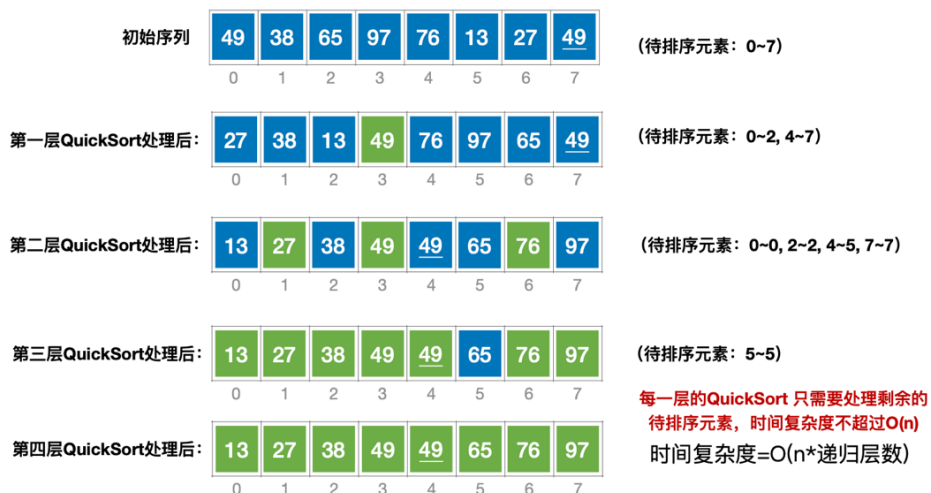 初始序列 49 38 65 97 76 13 27 49 （待排序元素：0~7）
0 1 2 3 4 5 6 7
第一层QuickSort处理后： 27 38 13 49 76 97 65 49 （待排序元素：0~2, 4~7）
0 1 2 3 4 5 6 7
第二层QuickSort处理后： 13 27 38 49 49 65 76 97 （待排序元素：0~0, 2~2, 4~5, 7~7）
0 1 2 3 4 5 6 7
第三层QuickSort处理后： 13 27 38 49 49 65 76 97 （待排序元素：5~5）
0 1 2 3 4 5 6 7
每一层的QuickSort 只需要处理剩余的
待排序元素，时间复杂度不超过O(n)
第四层QuickSort处理后： 13 27 38 49 49 65 76 97
时间复杂度=O(n*递归层数)
0 1 2 3 4 5 6 7